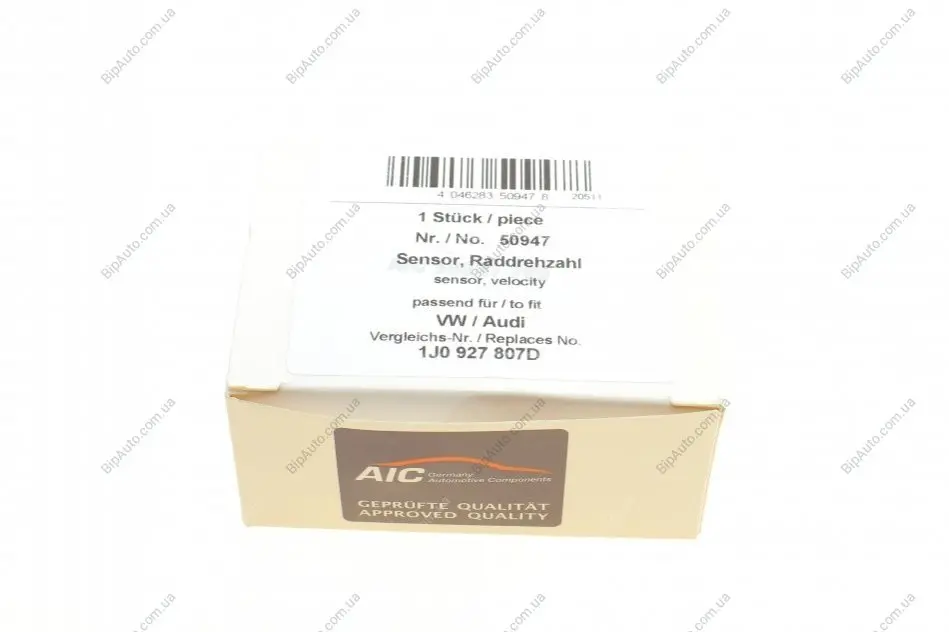 4 046283 50947 8 20511
1 Stück / piece
Nr. / No. 50947
Sensor, Raddrehzahl
sensor, velocity
passend für / to fit
VW / Audi
Vergleichs-Nr. / Replaces No.
1J0 927 807D
AIC Germany
Automotive Components
GEPRÜFTE QUALITÄT
APPROVED QUALITY
BipAuto.com.ua